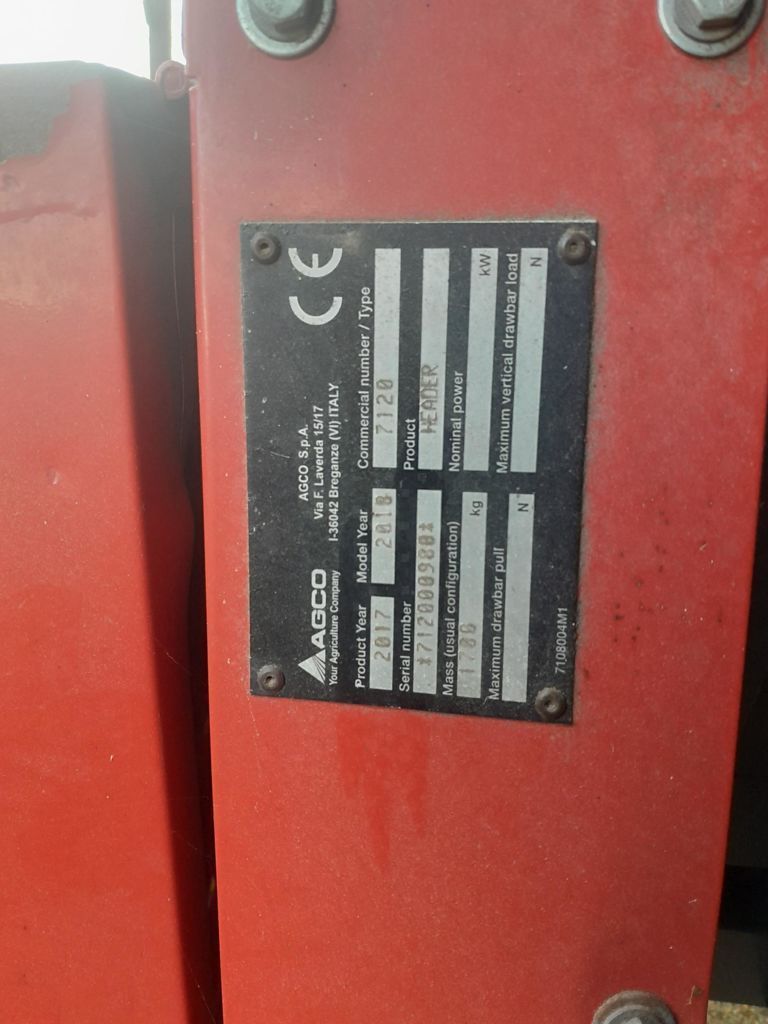 AGCO
Your Agriculture Company
AGCO S.p.A.
Via F. Laverda 15/17
I-36042 Breganze (VI) ITALY
CE
Product Year
2017
Model Year
2018
Commercial number / Type
7120
Serial number
*712000980*
Product
HEADER
Mass (usual configuration)
kg
Nominal power
kW
Maximum drawbar pull
N
Maximum vertical drawbar load
N
7108004M1